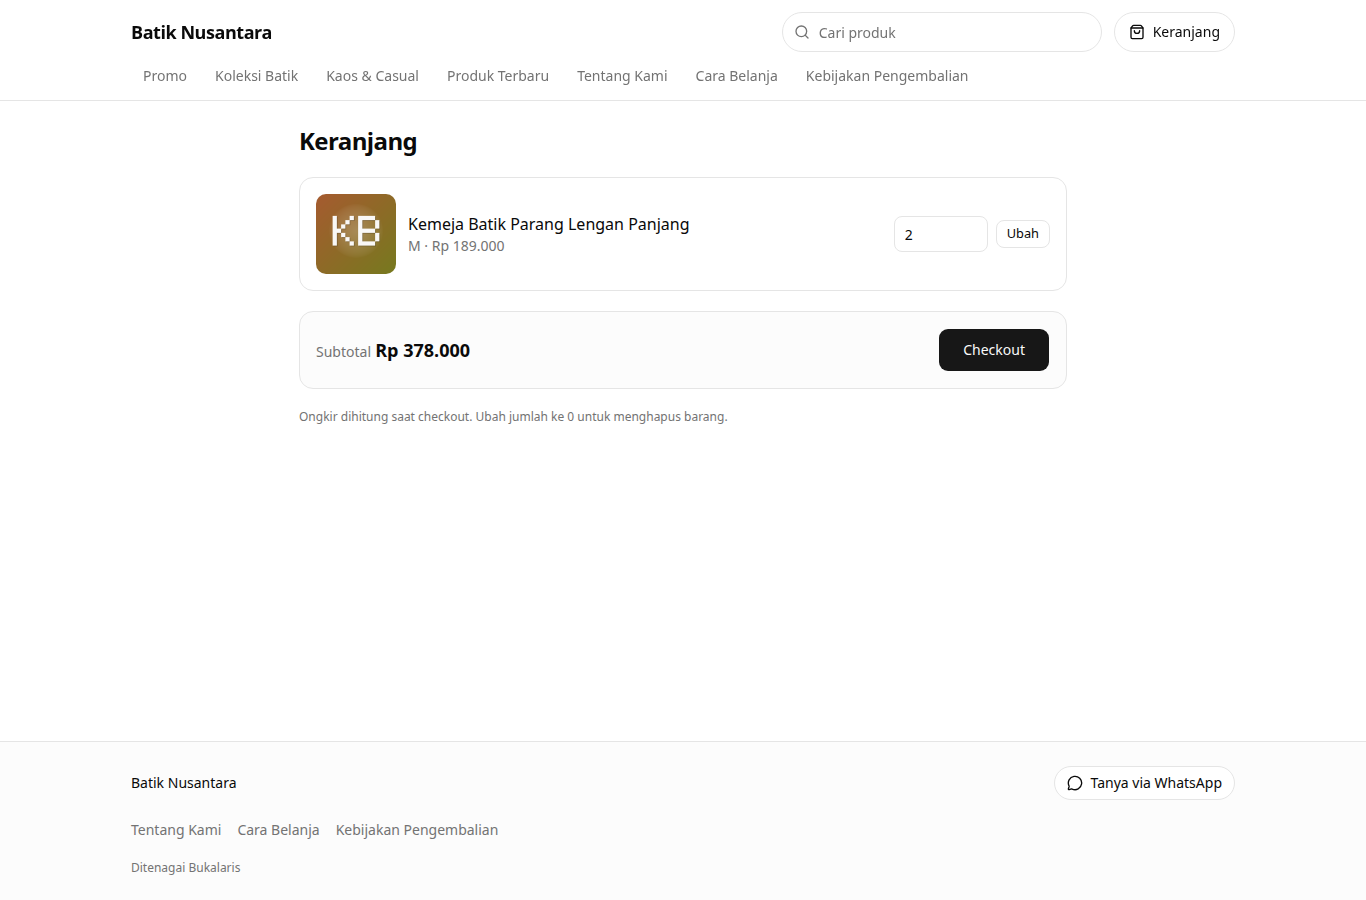 Batik Nusantara
Cari produk
Keranjang
Promo Koleksi Batik Kaos & Casual Produk Terbaru Tentang Kami Cara Belanja Kebijakan Pengembalian
Keranjang
KB
Kemeja Batik Parang Lengan Panjang
M · Rp 189.000
2
Ubah
Subtotal Rp 378.000
Checkout
Ongkir dihitung saat checkout. Ubah jumlah ke 0 untuk menghapus barang.
Batik Nusantara
Tanya via WhatsApp
Tentang Kami Cara Belanja Kebijakan Pengembalian
Ditenagai Bukalaris